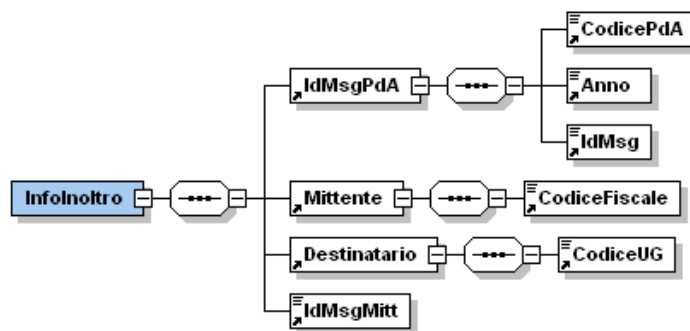 CodicePdA
IdMsgPdA
Anno
IdMsg
InfoInoltro
Mittente
CodiceFiscale
Destinatario
CodiceUG
IdMsgMitt